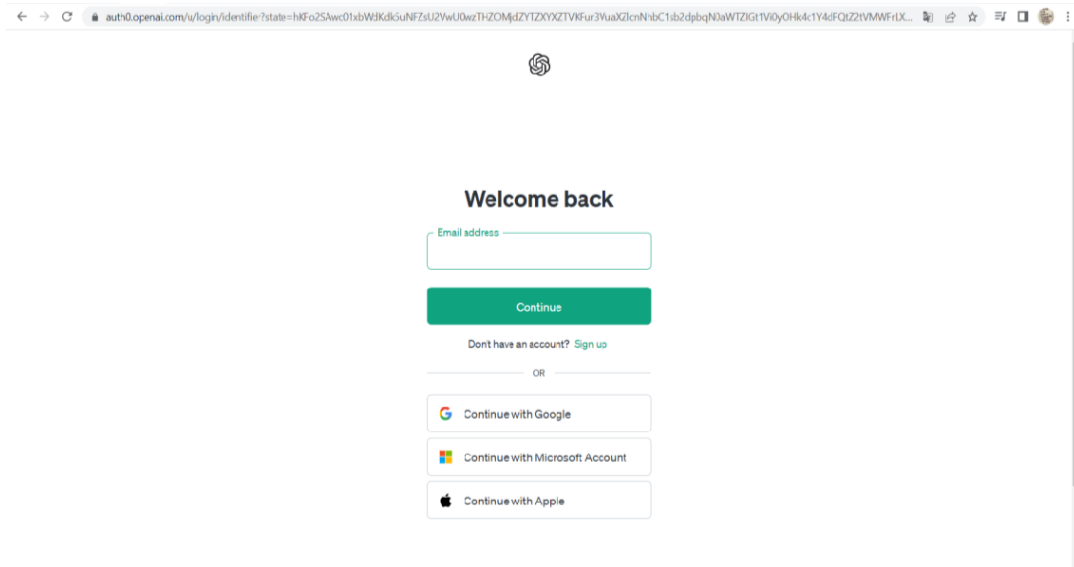 auth0.openai.com/u/login/identifier?state=
Welcome back
Email address
Continue
Don't have an account? Sign up
OR
Continue with Google
Continue with Microsoft Account
Continue with Apple